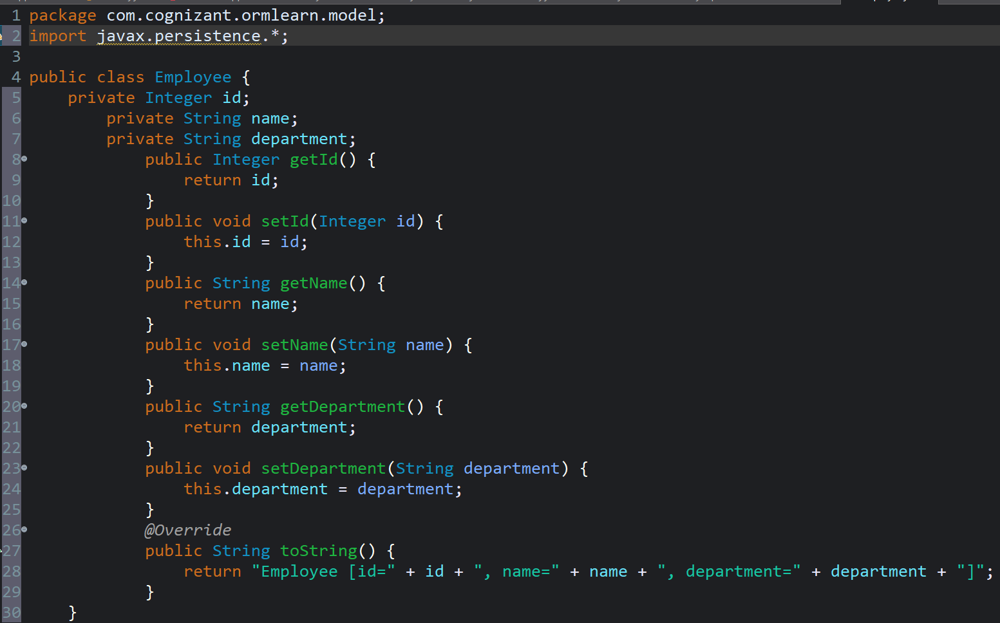 1 package com.cognizant.ormlearn.model;
2 import javax.persistence.*;
3
4 public class Employee {
5     private Integer id;
6         private String name;
7         private String department;
8             public Integer getId() {
9                 return id;
10             }
11             public void setId(Integer id) {
12                 this.id = id;
13             }
14             public String getName() {
15                 return name;
16             }
17             public void setName(String name) {
18                 this.name = name;
19             }
20             public String getDepartment() {
21                 return department;
22             }
23             public void setDepartment(String department) {
24                 this.department = department;
25             }
26             @Override
27             public String toString() {
28                 return "Employee [id=" + id + ", name=" + name + ", department=" + department + "]";
29             }
30     }